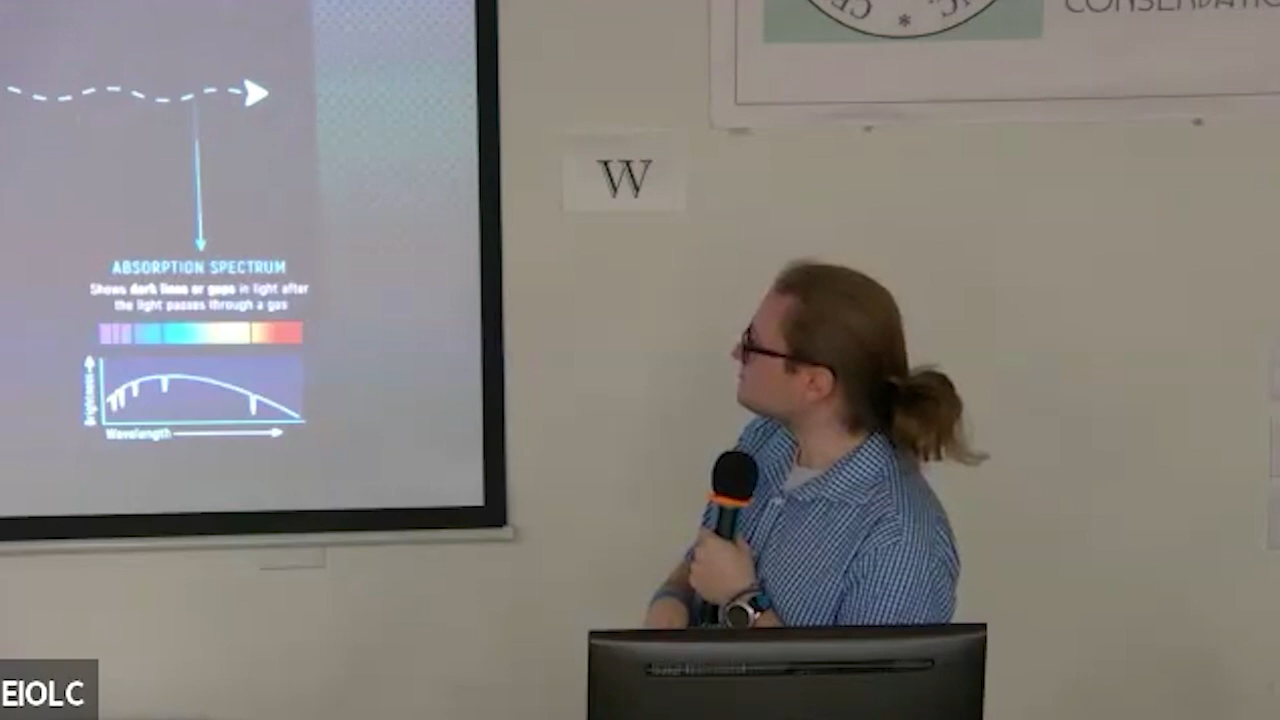 CONSERVATIO
W
ABSORPTION SPECTRUM
Shows dark lines or gaps in light after
the light passes through a gas
Brightness
Wavelength
EIOLC